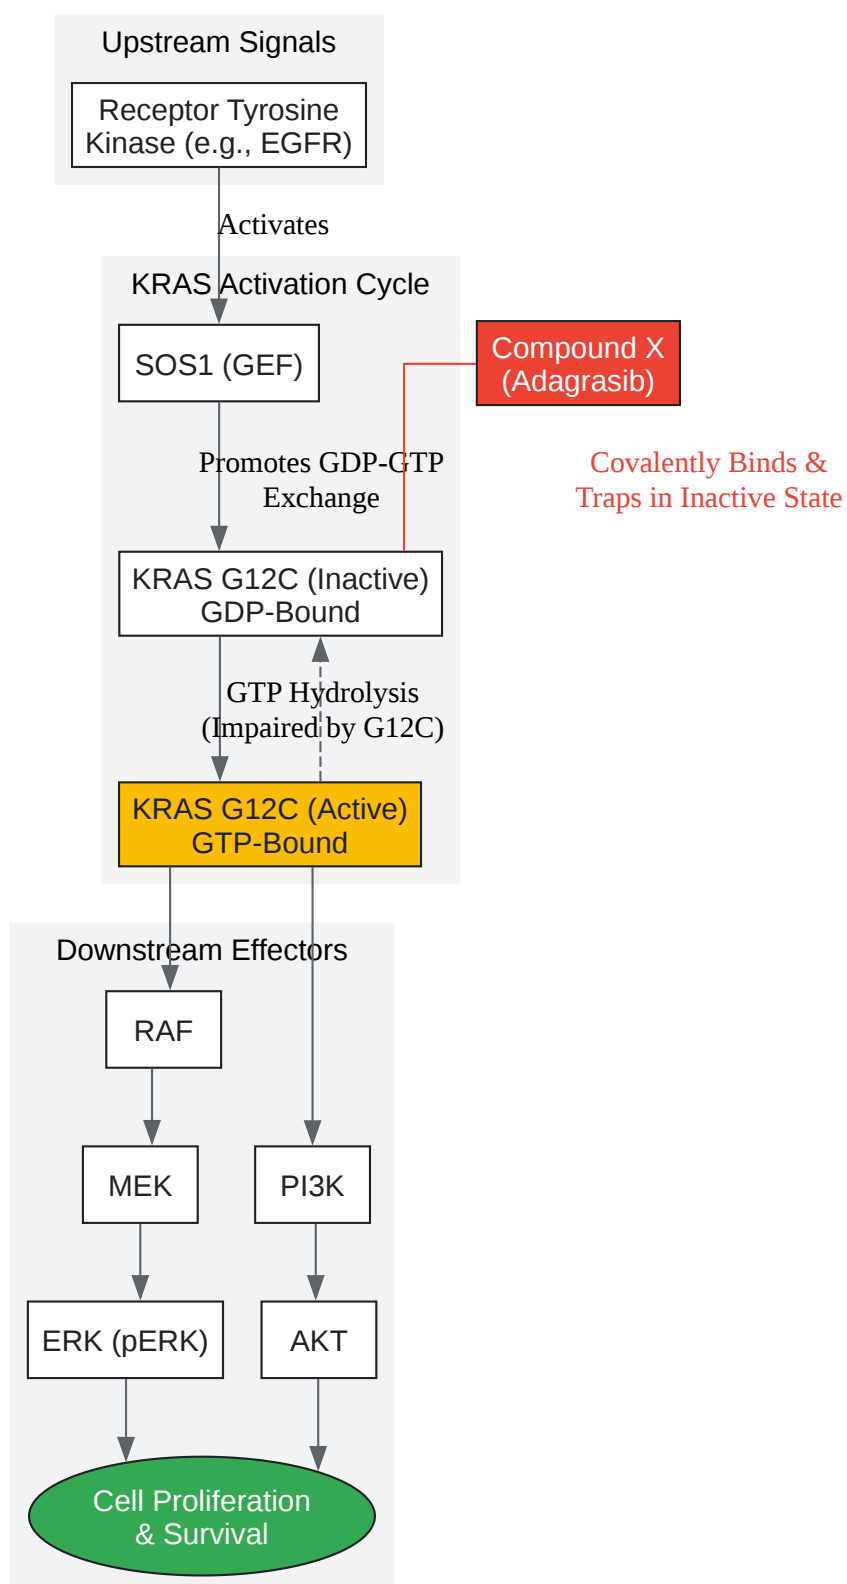 Upstream Signals
Receptor Tyrosine
Kinase (e.g., EGFR)
Activates
KRAS Activation Cycle
SOS1 (GEF)
Compound X
(Adagrasib)
Promotes GDP-GTP
Exchange
Covalently Binds &
Traps in Inactive State
KRAS G12C (Inactive)
GDP-Bound
GTP Hydrolysis
(Impaired by G12C)
KRAS G12C (Active)
GTP-Bound
Downstream Effectors
RAF
MEK
PI3K
ERK (pERK)
AKT
Cell Proliferation
& Survival